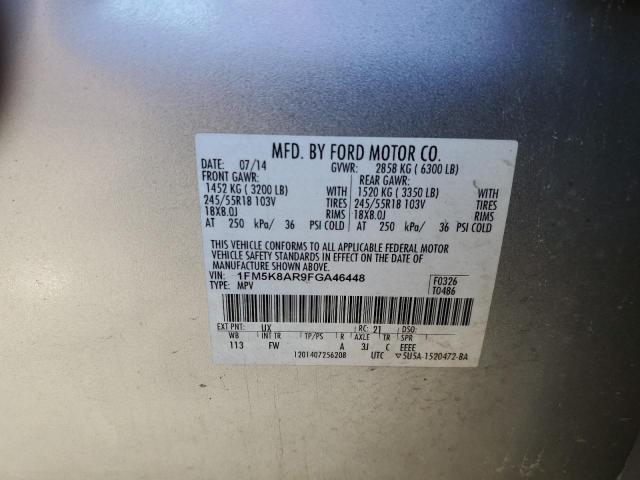 MFD. BY FORD MOTOR CO.
DATE: 07/14 GVWR: 2858 KG ( 6300 LB)
FRONT GAWR: REAR GAWR:
1452 KG ( 3200 LB) WITH 1520 KG ( 3350 LB) WITH
245/55R18 103V TIRES 245/55R18 103V TIRES
18X8.0J RIMS 18X8.0J RIMS
AT 250 kPa/ 36 PSI COLD AT 250 kPa/ 36 PSI COLD
THIS VEHICLE CONFORMS TO ALL APPLICABLE FEDERAL MOTOR
VEHICLE SAFETY STANDARDS IN EFFECT ON THE DATE OF
MANUFACTURE SHOWN ABOVE.
VIN: 1FM5K8AR9FGA46448 F0326
TYPE: MPV T0486
EXT PNT: UX RC: 21 DSO:
WB INT TR TP/PS R AXLE TR SPR
113 FW A 3J C EEEE
1201407256208 UTC ▽5U5A-1520472-BA